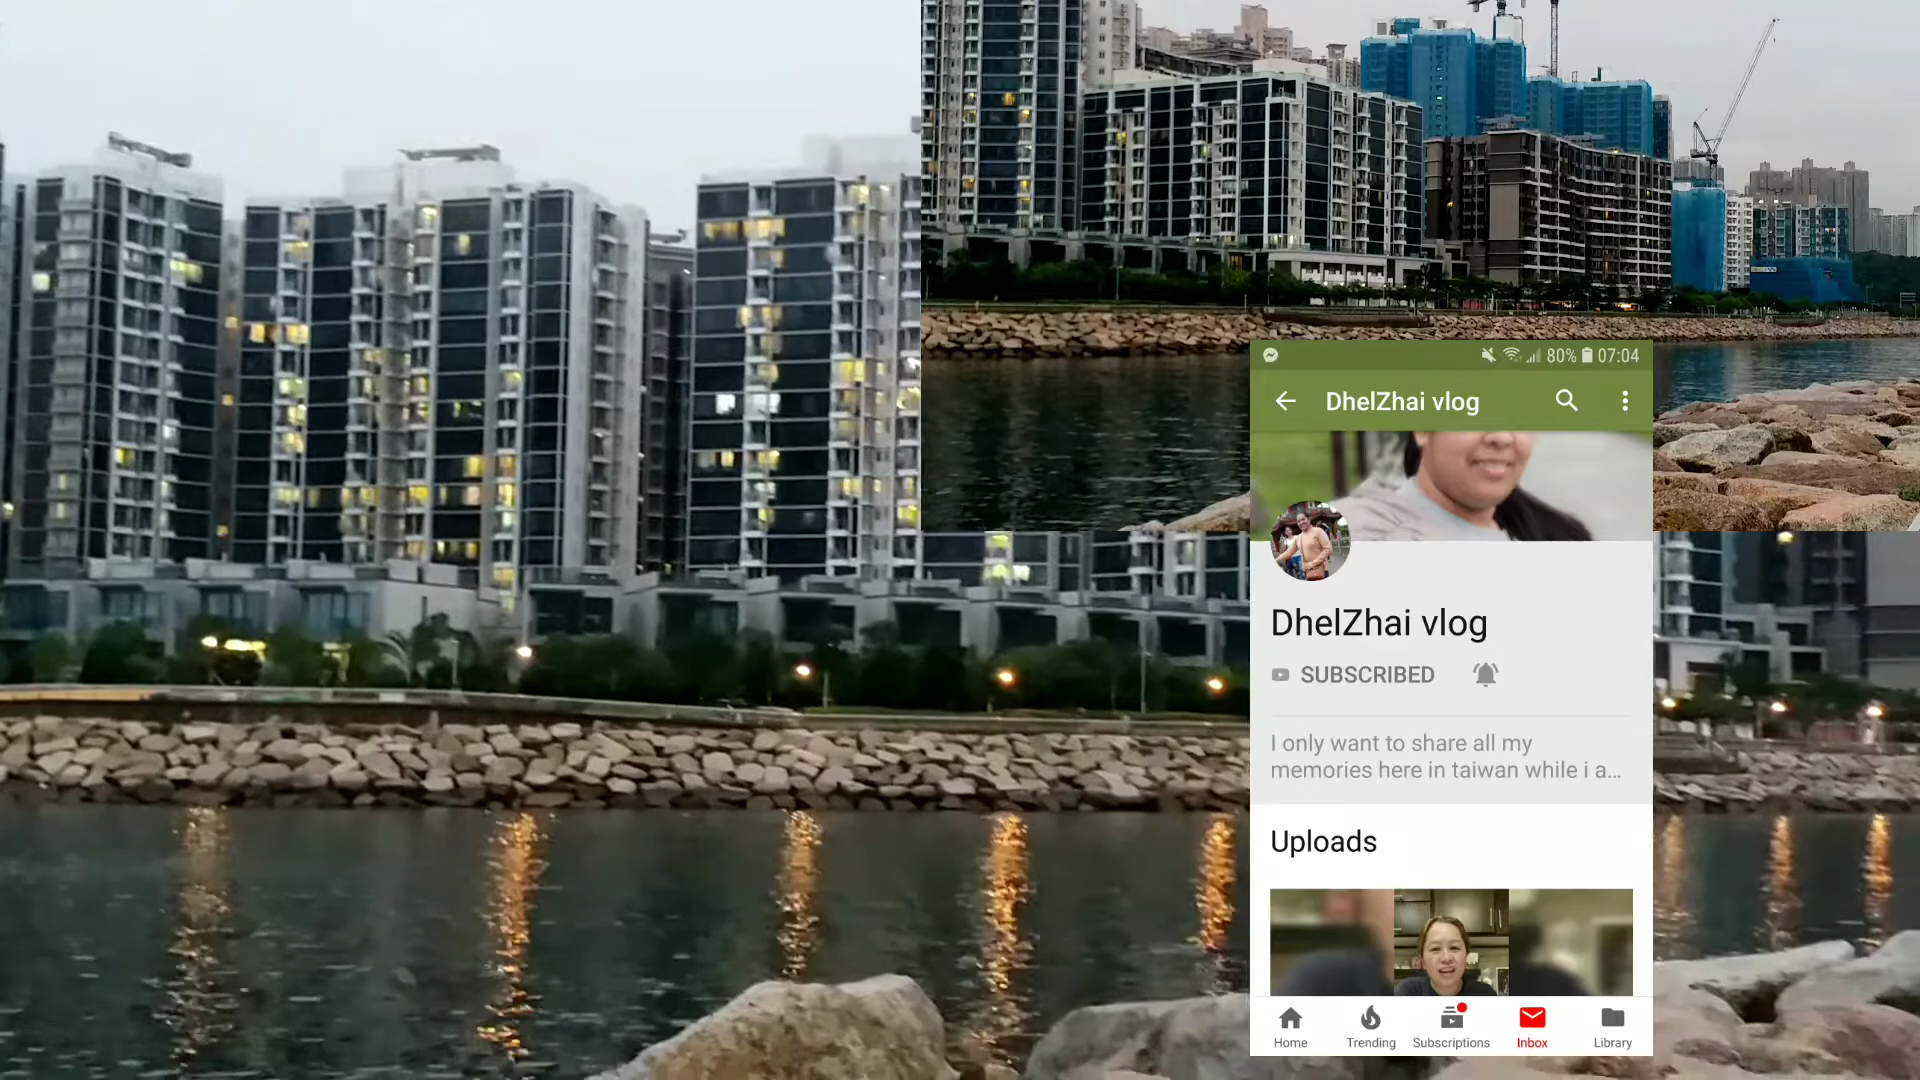 80% 07:04
DhelZhai vlog
DhelZhai vlog
SUBSCRIBED
I only want to share all my
memories here in taiwan while i a...
Uploads
Home Trending Subscriptions Inbox Library